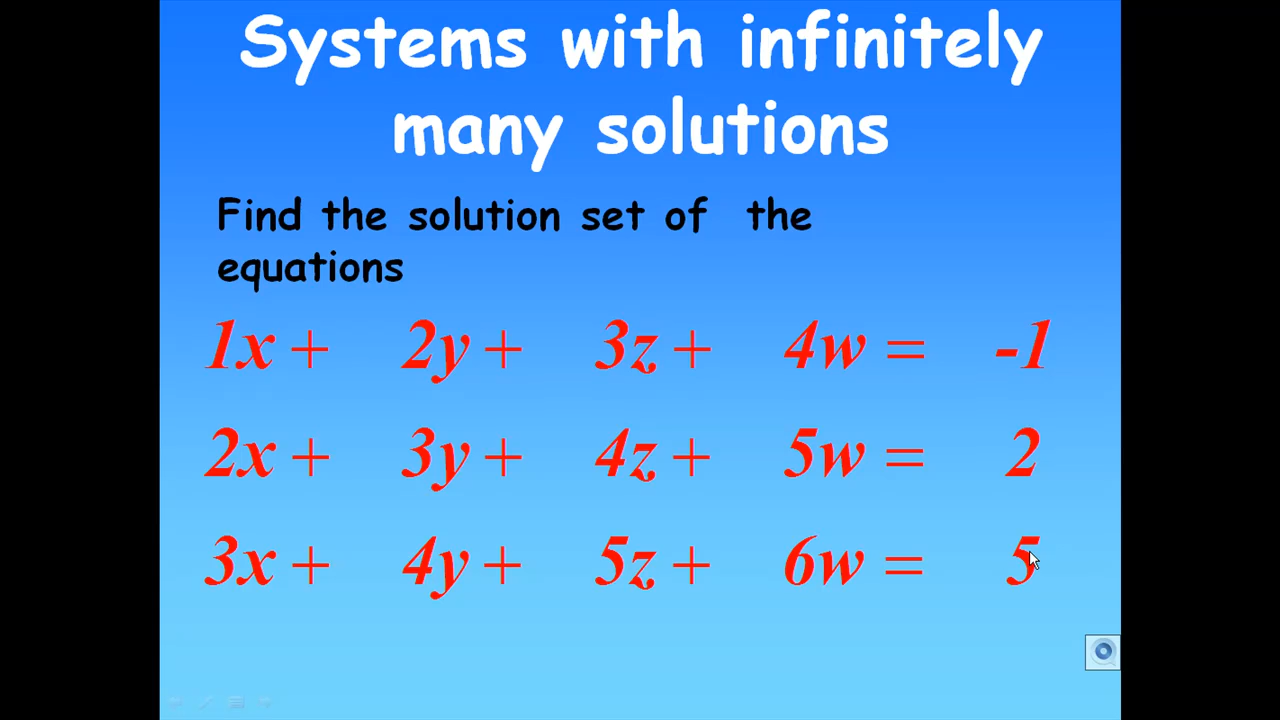 Systems with infinitely
many solutions
Find the solution set of the
equations
1x + 2y + 3z + 4w = -1
2x + 3y + 4z + 5w = 2
3x + 4y + 5z + 6w = 5